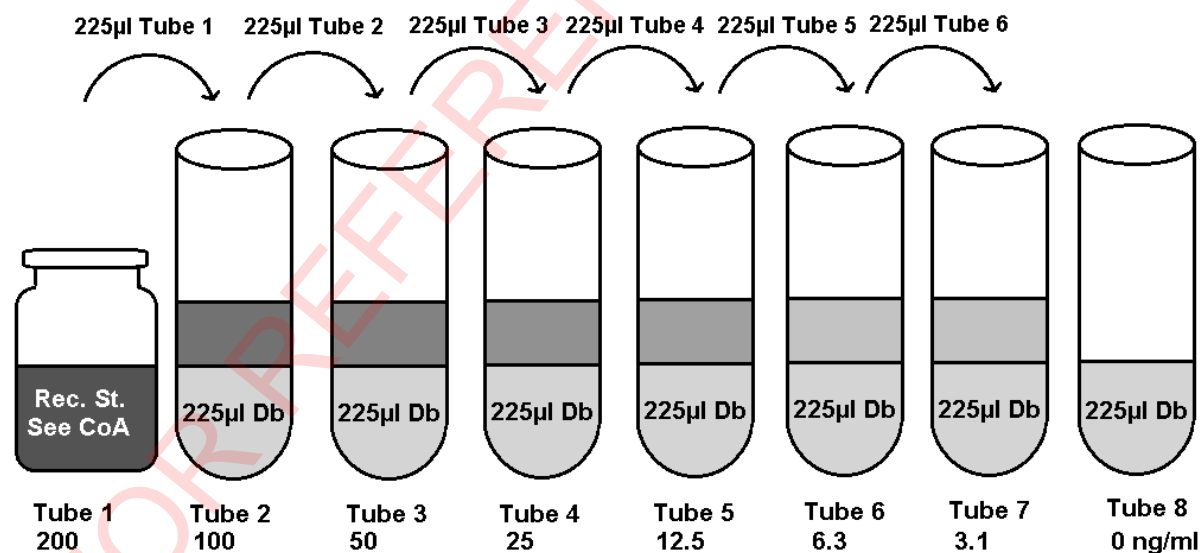 225µl Tube 1 225µl Tube 2 225µl Tube 3 225µl Tube 4 225µl Tube 5 225µl Tube 6
Rec. St.
See CoA
225µl Db 225µl Db 225µl Db 225µl Db 225µl Db 225µl Db 225µl Db
Tube 1 Tube 2 Tube 3 Tube 4 Tube 5 Tube 6 Tube 7 Tube 8
200 100 50 25 12.5 6.3 3.1 0 ng/ml
OR REFERE